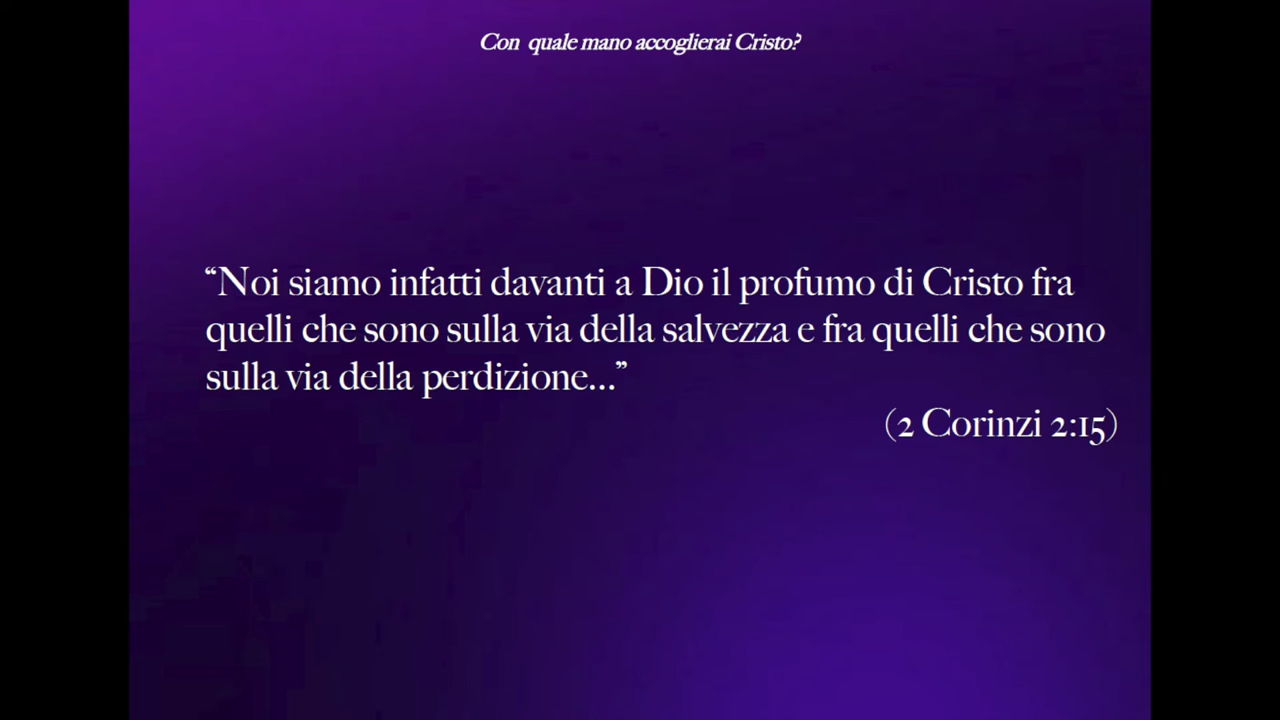 Con quale mano accoglierai Cristo?
“Noi siamo infatti davanti a Dio il profumo di Cristo fra
quelli che sono sulla via della salvezza e fra quelli che sono
sulla via della perdizione...”
(2 Corinzi 2:15)